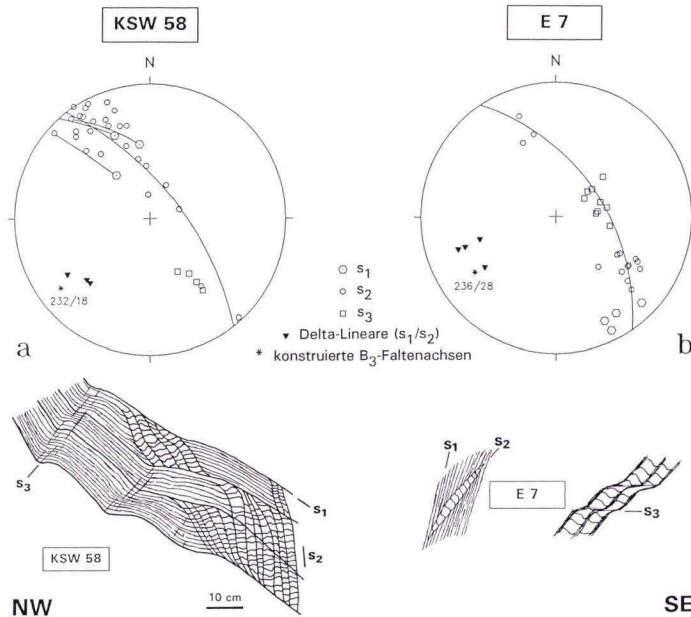 KSW 58
E 7
N
N
232/18
236/28
s1
s2
s3
Delta-Lineare (s1/s2)
* konstruierte B3-Faltenachsen
a
b
s3
s1
s2
KSW 58
NW
10 cm
s1
s2
E 7
s3
SE